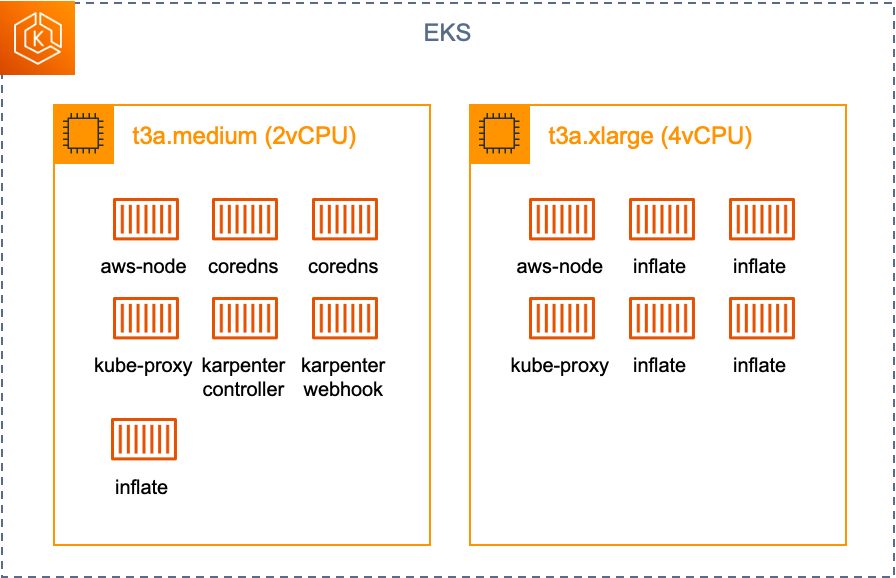 EKS
t3a.medium (2vCPU)
aws-node
coredns
coredns
kube-proxy
karpenter
controller
karpenter
webhook
inflate
t3a.xlarge (4vCPU)
aws-node
inflate
inflate
kube-proxy
inflate
inflate
K